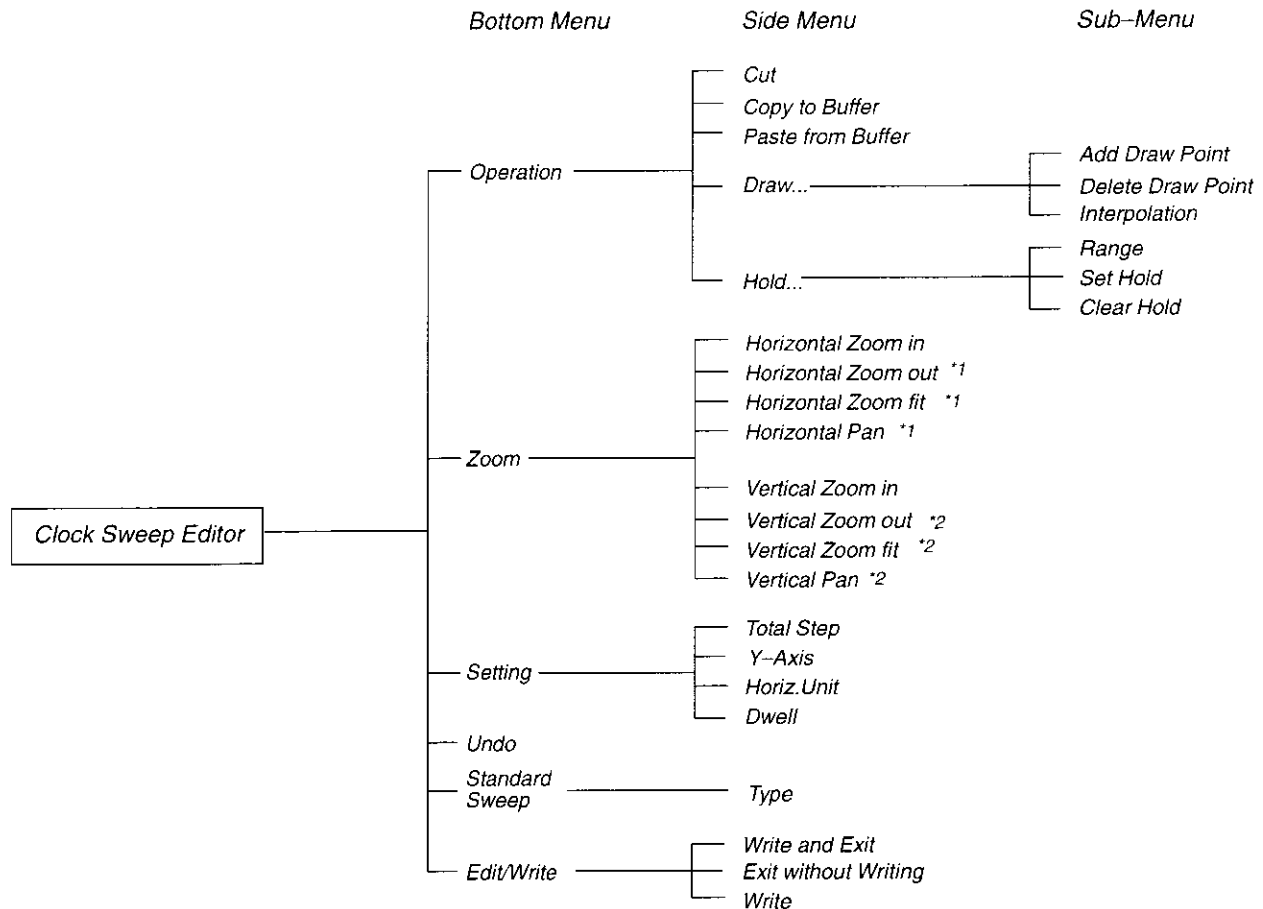 Bottom Menu
Side Menu
Sub-Menu
Cut
Copy to Buffer
Paste from Buffer
Operation
Draw...
Add Draw Point
Delete Draw Point
Interpolation
Hold...
Range
Set Hold
Clear Hold
Horizontal Zoom in
Horizontal Zoom out *1
Horizontal Zoom fit *1
Horizontal Pan *1
Zoom
Vertical Zoom in
Vertical Zoom out *2
Vertical Zoom fit *2
Vertical Pan *2
Clock Sweep Editor
Total Step
Y-Axis
Setting
Horiz.Unit
Dwell
Undo
Standard
Sweep
Type
Write and Exit
Edit/Write
Exit without Writing
Write